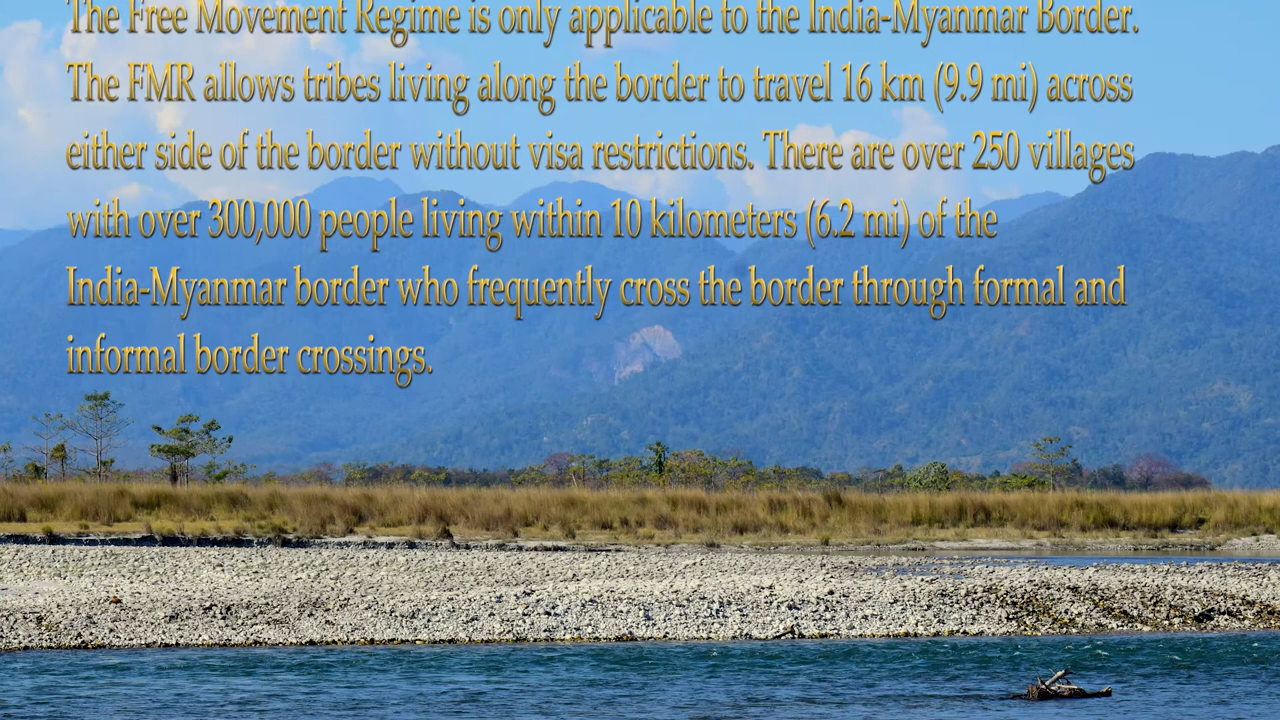 The Free Movement Regime is only applicable to the India-Myanmar Border.
The FMR allows tribes living along the border to travel 16 km (9.9 mi) across
either side of the border without visa restrictions. There are over 250 villages
with over 300,000 people living within 10 kilometers (6.2 mi) of the
India-Myanmar border who frequently cross the border through formal and
informal border crossings.